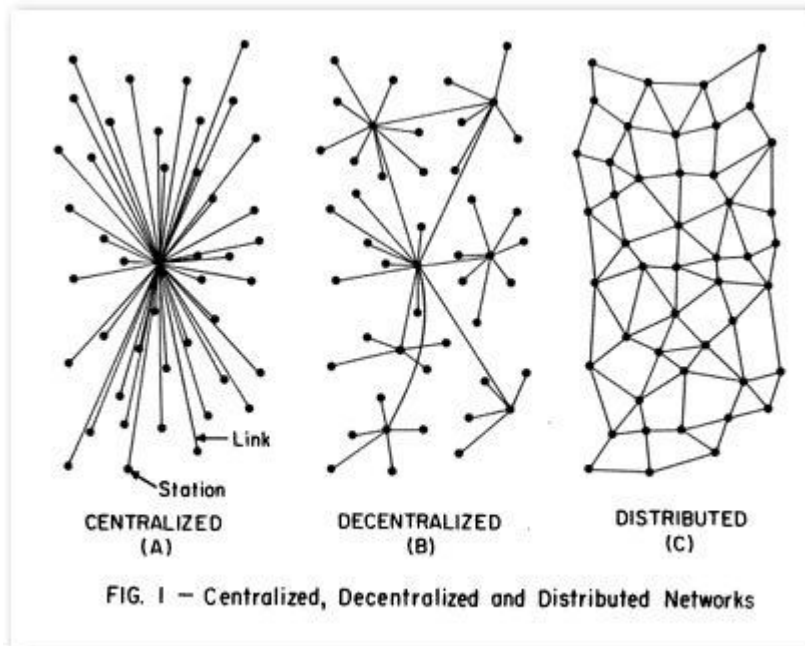 Link
Station
CENTRALIZED
(A)
DECENTRALIZED
(B)
DISTRIBUTED
(C)
FIG. I — Centralized, Decentralized and Distributed Networks